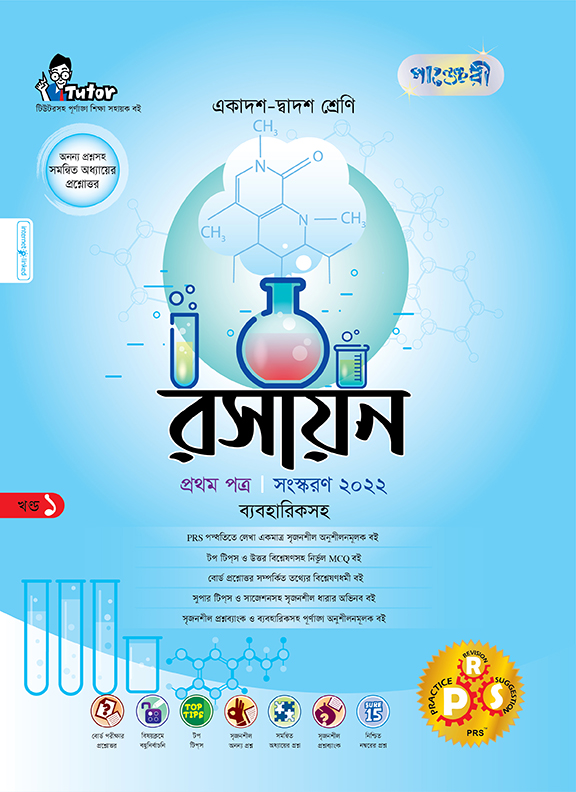 iTutor
টিউটরসহ পূর্ণাঙ্গ শিক্ষা সহায়ক বই
পাঞ্জেরী
একাদশ-দ্বাদশ শ্রেণি
অনন্য প্রশ্নসহ
সমন্বিত অধ্যায়ের
প্রশ্নোত্তর
CH3
N
O
CH3
N
CH3
internet linked
রসায়ন
প্রথম পত্র | সংস্করণ ২০২২
ব্যবহারিকসহ
খণ্ড ১
PRS পদ্ধতিতে লেখা একমাত্র সৃজনশীল অনুশীলনমূলক বই
টপ টিপ্‌স ও উত্তর বিশ্লেষণসহ নির্ভুল MCQ বই
বোর্ড প্রশ্নোত্তর সম্পর্কিত তথ্যের বিশ্লেষণধর্মী বই
সুপার টিপ্‌স ও সাজেশনসহ সৃজনশীল ধারার অভিনব বই
সৃজনশীল প্রশ্নব্যাংক ও ব্যবহারিকসহ পূর্ণাঙ্গ অনুশীলনমূলক বই
TOP
TIPS
SURE
15
বোর্ড পরীক্ষার
প্রশ্নোত্তর
বিষয়ক্রমে
বহুনির্বাচনি
টপ
টিপ্‌স
সৃজনশীল
অনন্য প্রশ্ন
সমন্বিত
অধ্যায়ের প্রশ্ন
সৃজনশীল
প্রশ্নব্যাংক
নিশ্চিত
নম্বরের প্রশ্ন
PRACTICE
REVISION
SUGGESTION
P R S
PRS™